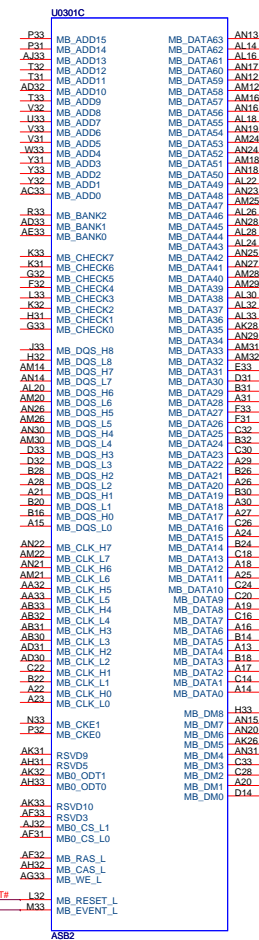 U0301C
P33 MB_ADD15
P31 MB_ADD14
AJ33 MB_ADD13
T32 MB_ADD12
T31 MB_ADD11
AD32 MB_ADD10
T33 MB_ADD9
V32 MB_ADD8
U33 MB_ADD7
V33 MB_ADD6
V31 MB_ADD5
W33 MB_ADD4
Y31 MB_ADD3
Y33 MB_ADD2
Y32 MB_ADD1
AC33 MB_ADD0
R33 MB_BANK2
AD33 MB_BANK1
AE33 MB_BANK0
K33 MB_CHECK7
K31 MB_CHECK6
G32 MB_CHECK5
F32 MB_CHECK4
L33 MB_CHECK3
K32 MB_CHECK2
H31 MB_CHECK1
G33 MB_CHECK0
J33 MB_DQS_H8
H32 MB_DQS_L8
AM14 MB_DQS_H7
AN14 MB_DQS_L7
AL20 MB_DQS_H6
AM20 MB_DQS_L6
AN26 MB_DQS_H5
AM26 MB_DQS_L5
AN30 MB_DQS_H4
AM30 MB_DQS_L4
D33 MB_DQS_H3
D32 MB_DQS_L3
B28 MB_DQS_H2
A28 MB_DQS_L2
A21 MB_DQS_H1
B20 MB_DQS_L1
B16 MB_DQS_H0
A15 MB_DQS_L0
AN22 MB_CLK_H7
AM22 MB_CLK_L7
AN21 MB_CLK_H6
AM21 MB_CLK_L6
AA32 MB_CLK_H5
AA33 MB_CLK_L5
AB33 MB_CLK_H4
AB32 MB_CLK_L4
AB31 MB_CLK_H3
AB30 MB_CLK_L3
AD31 MB_CLK_H2
AD30 MB_CLK_L2
C22 MB_CLK_H1
B22 MB_CLK_L1
A22 MB_CLK_H0
A23 MB_CLK_L0
N33 MB_CKE1
P32 MB_CKE0
AK31 RSVD9
AH31 RSVD5
AK32 MB0_ODT1
AH33 MB0_ODT0
AK33 RSVD10
AF33 RSVD3
AJ32 MB0_CS_L1
AF31 MB0_CS_L0
AF32 MB_RAS_L
AH32 MB_CAS_L
AG33 MB_WE_L
T# L32 MB_RESET_L
M33 MB_EVENT_L
MB_DATA63 AN13
MB_DATA62 AL14
MB_DATA61 AL16
MB_DATA60 AN17
MB_DATA59 AN12
MB_DATA58 AM12
MB_DATA57 AM16
MB_DATA56 AN16
MB_DATA55 AL18
MB_DATA54 AN19
MB_DATA53 AM24
MB_DATA52 AN24
MB_DATA51 AM18
MB_DATA50 AN18
MB_DATA49 AL22
MB_DATA48 AN23
MB_DATA47 AM25
MB_DATA46 AL26
MB_DATA45 AN28
MB_DATA44 AL28
MB_DATA43 AL24
MB_DATA42 AN25
MB_DATA41 AN27
MB_DATA40 AM28
MB_DATA39 AM29
MB_DATA38 AL30
MB_DATA37 AL32
MB_DATA36 AL33
MB_DATA35 AK28
MB_DATA34 AN29
MB_DATA33 AM31
MB_DATA32 AM32
MB_DATA31 E33
MB_DATA30 D31
MB_DATA29 B31
MB_DATA28 A31
MB_DATA27 F33
MB_DATA26 F31
MB_DATA25 C32
MB_DATA24 B32
MB_DATA23 C30
MB_DATA22 A29
MB_DATA21 B26
MB_DATA20 A26
MB_DATA19 B30
MB_DATA18 A30
MB_DATA17 A27
MB_DATA16 C26
MB_DATA15 A24
MB_DATA14 B24
MB_DATA13 C18
MB_DATA12 A18
MB_DATA11 A25
MB_DATA10 C24
MB_DATA9 C20
MB_DATA8 A19
MB_DATA7 C16
MB_DATA6 A16
MB_DATA5 B14
MB_DATA4 A13
MB_DATA3 B18
MB_DATA2 A17
MB_DATA1 C14
MB_DATA0 A14
MB_DM8 H33
MB_DM7 AN15
MB_DM6 AN20
MB_DM5 AK26
MB_DM4 AN31
MB_DM3 C33
MB_DM2 C28
MB_DM1 A20
MB_DM0 D14
ASB2